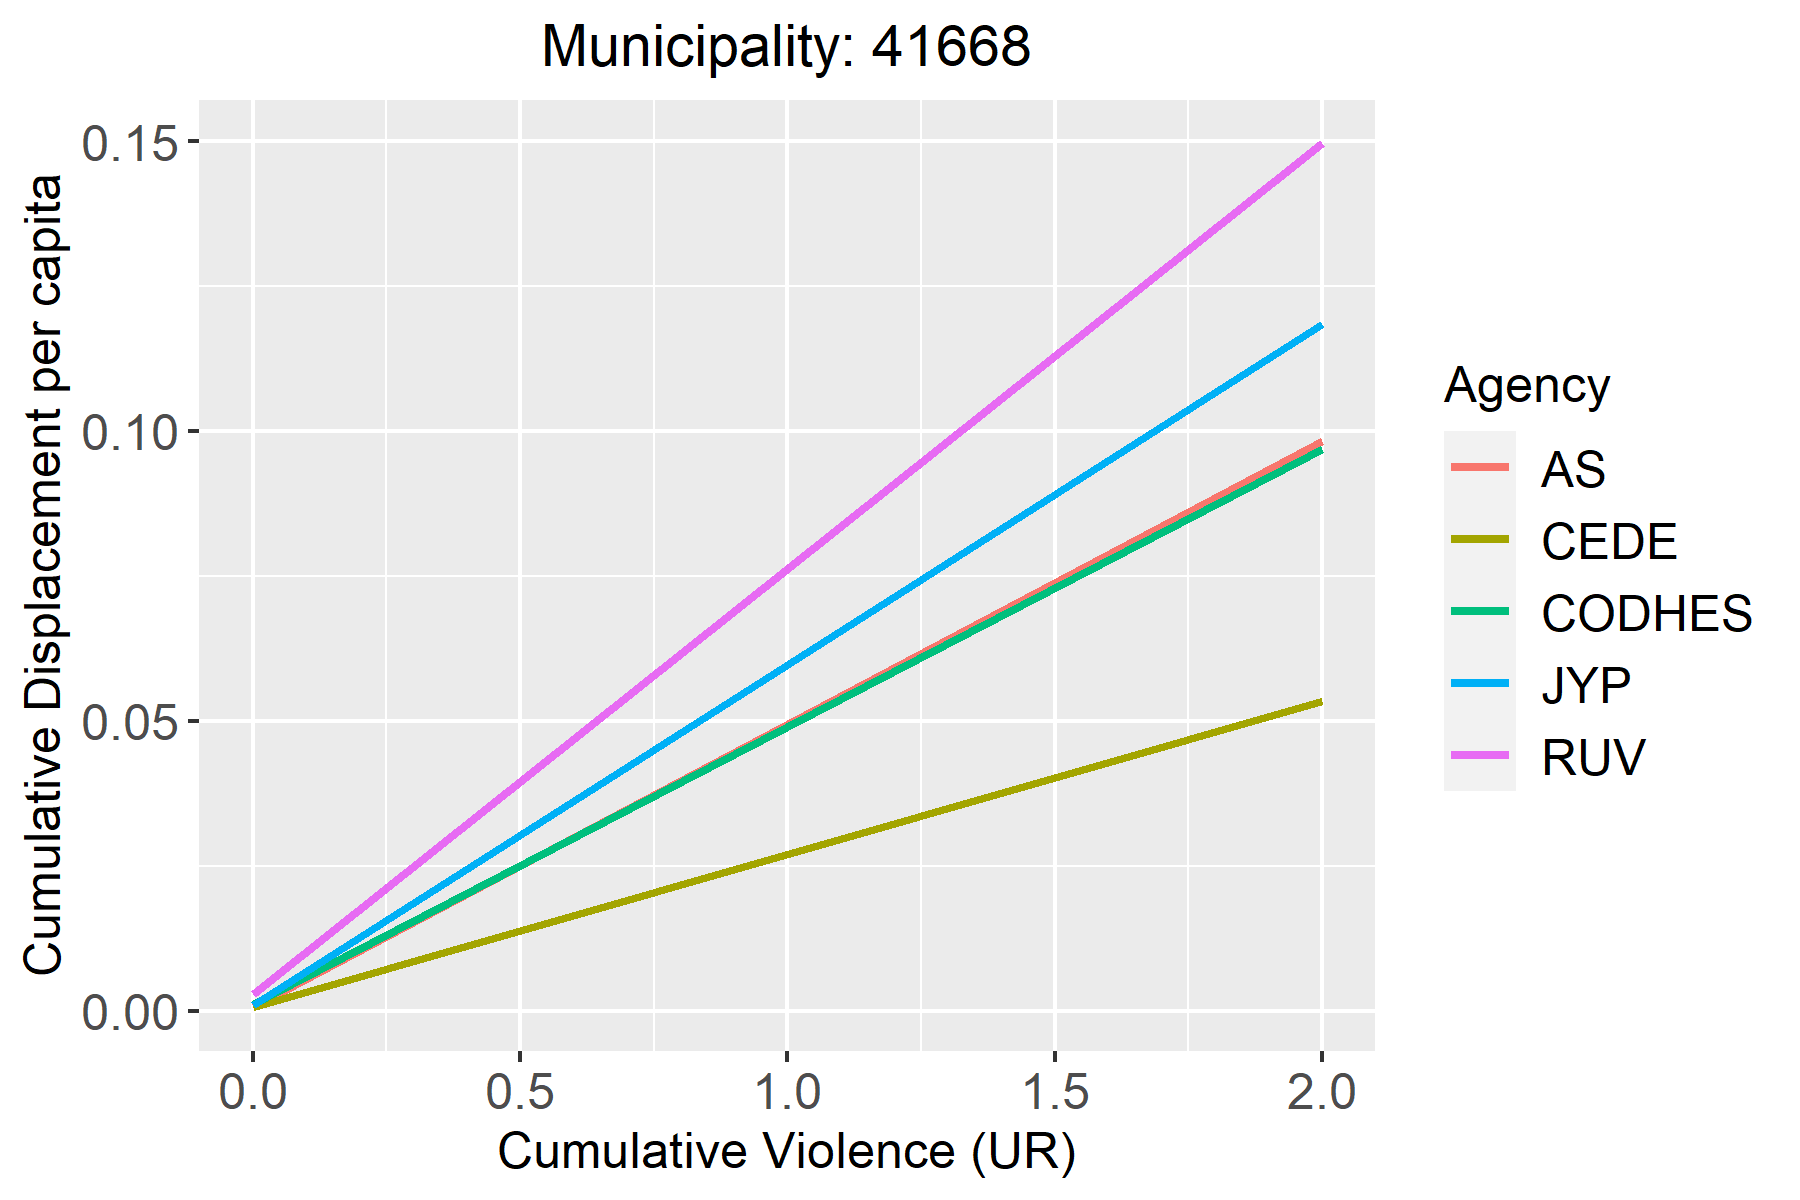 Municipality: 41668
Cumulative Displacement per capita
0.15
0.10
0.05
0.00
0.0 0.5 1.0 1.5 2.0
Cumulative Violence (UR)
Agency
AS
CEDE
CODHES
JYP
RUV